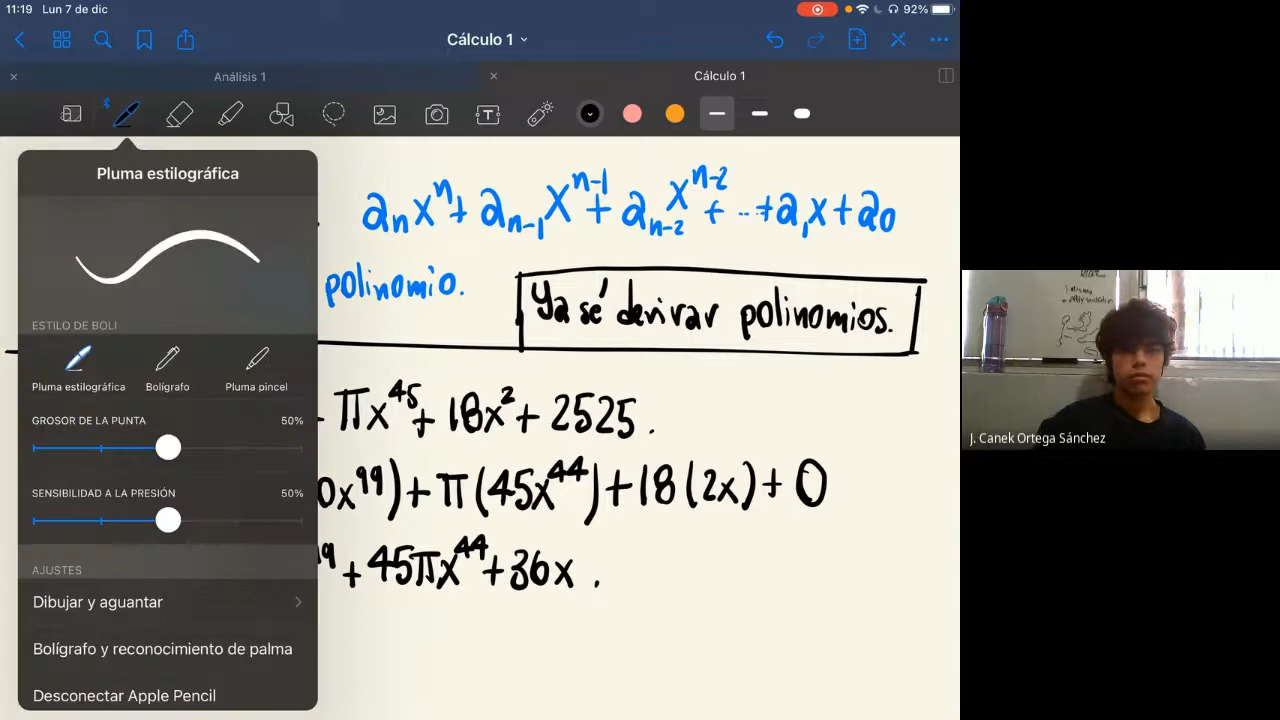 11:19 Lun 7 de dic 92%
Cálculo 1
Análisis 1 Cálculo 1
Pluma estilográfica
ESTILO DE BOLI
Pluma estilográfica Bolígrafo Pluma pincel
GROSOR DE LA PUNTA 50%
SENSIBILIDAD A LA PRESIÓN 50%
AJUSTES
Dibujar y aguantar
Bolígrafo y reconocimiento de palma
Desconectar Apple Pencil
aₙxⁿ + aₙ₋₁xⁿ⁻¹ + aₙ₋₂xⁿ⁻² + ... + a₁x + a₀
polinomio.
Ya sé derivar polinomios.
πx⁴⁵ + 18x² + 2525.
0x⁹⁹) + π(45x⁴⁴) + 18(2x) + 0
⁹⁹ + 45πx⁴⁴ + 36x.
J. Canek Ortega Sánchez